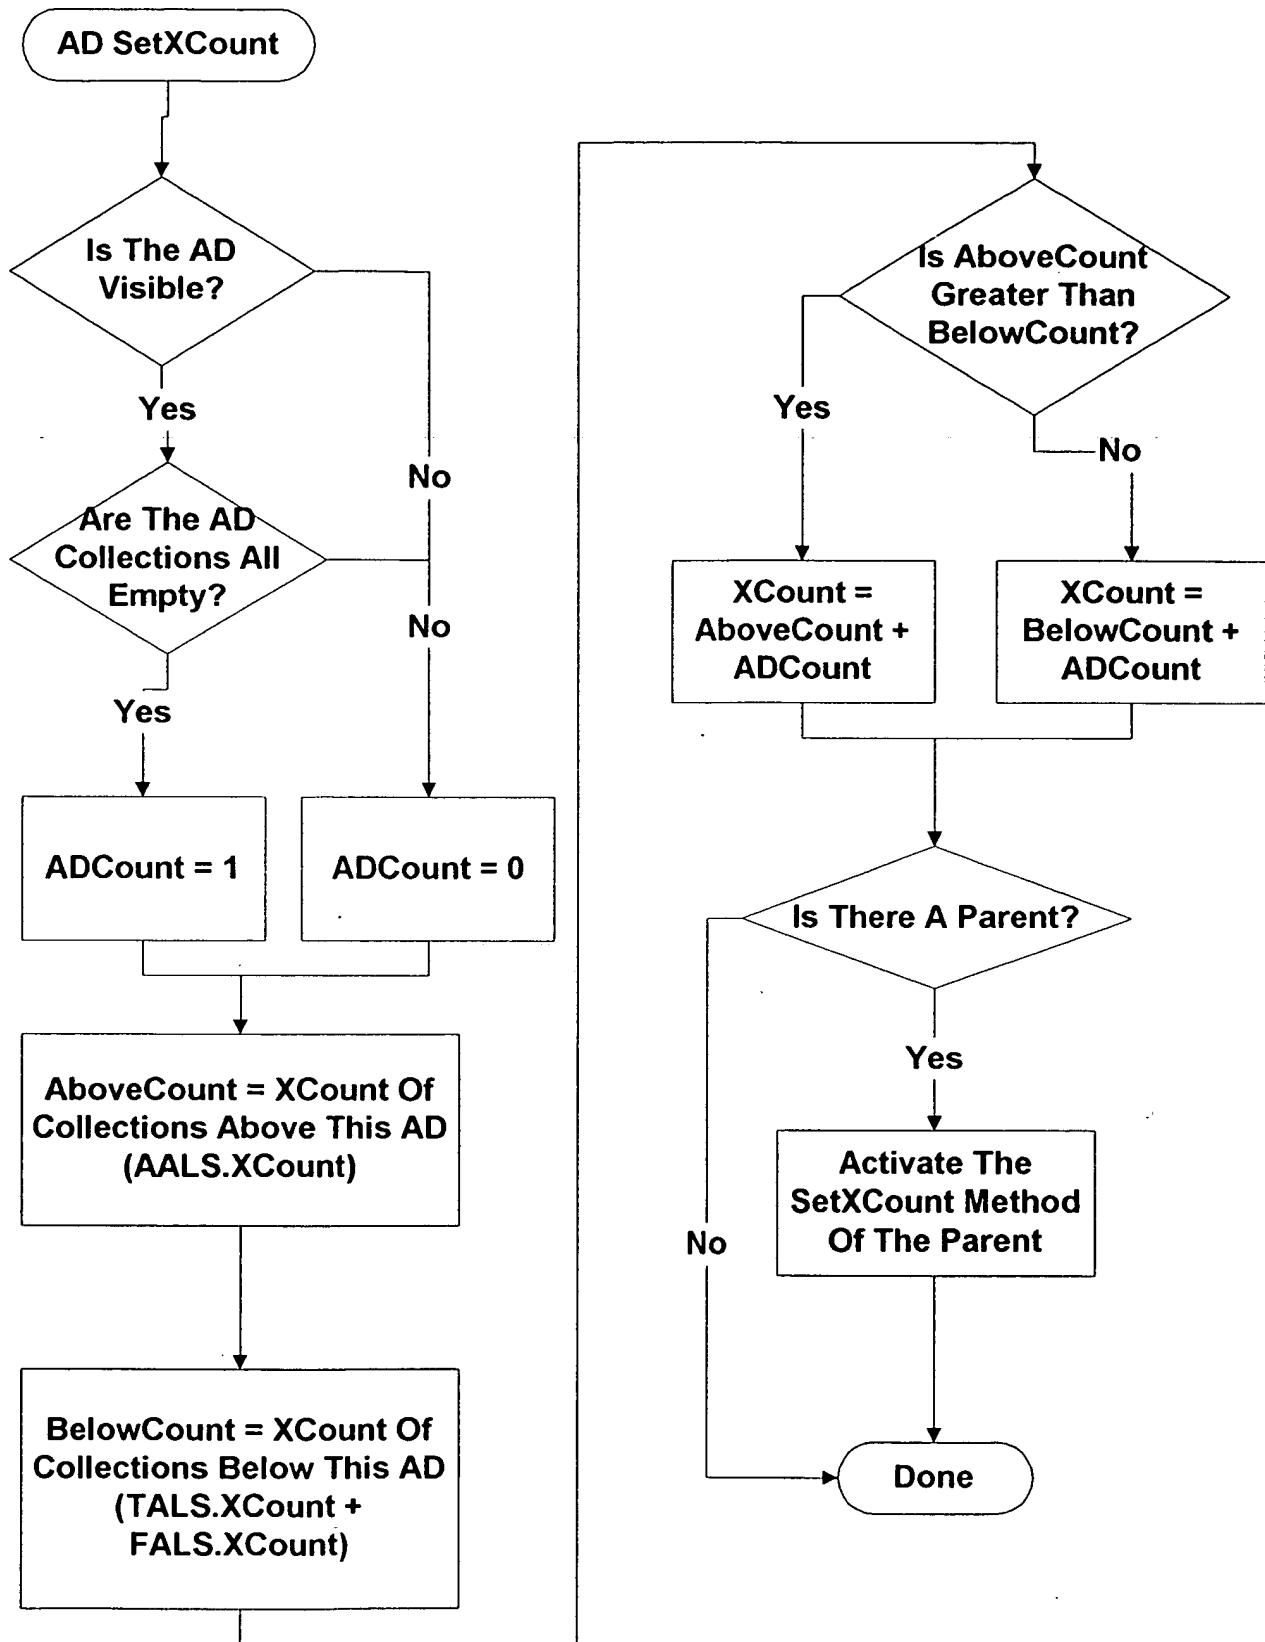 AD SetXCount
Is The AD
Visible?
Yes
No
Are The AD
Collections All
Empty?
No
Yes
ADCount = 1
ADCount = 0
AboveCount = XCount Of
Collections Above This AD
(AALS.XCount)
BelowCount = XCount Of
Collections Below This AD
(TALS.XCount +
FALS.XCount)
Is AboveCount
Greater Than
BelowCount?
Yes
No
XCount =
AboveCount +
ADCount
XCount =
BelowCount +
ADCount
Is There A Parent?
Yes
No
Activate The
SetXCount Method
Of The Parent
Done